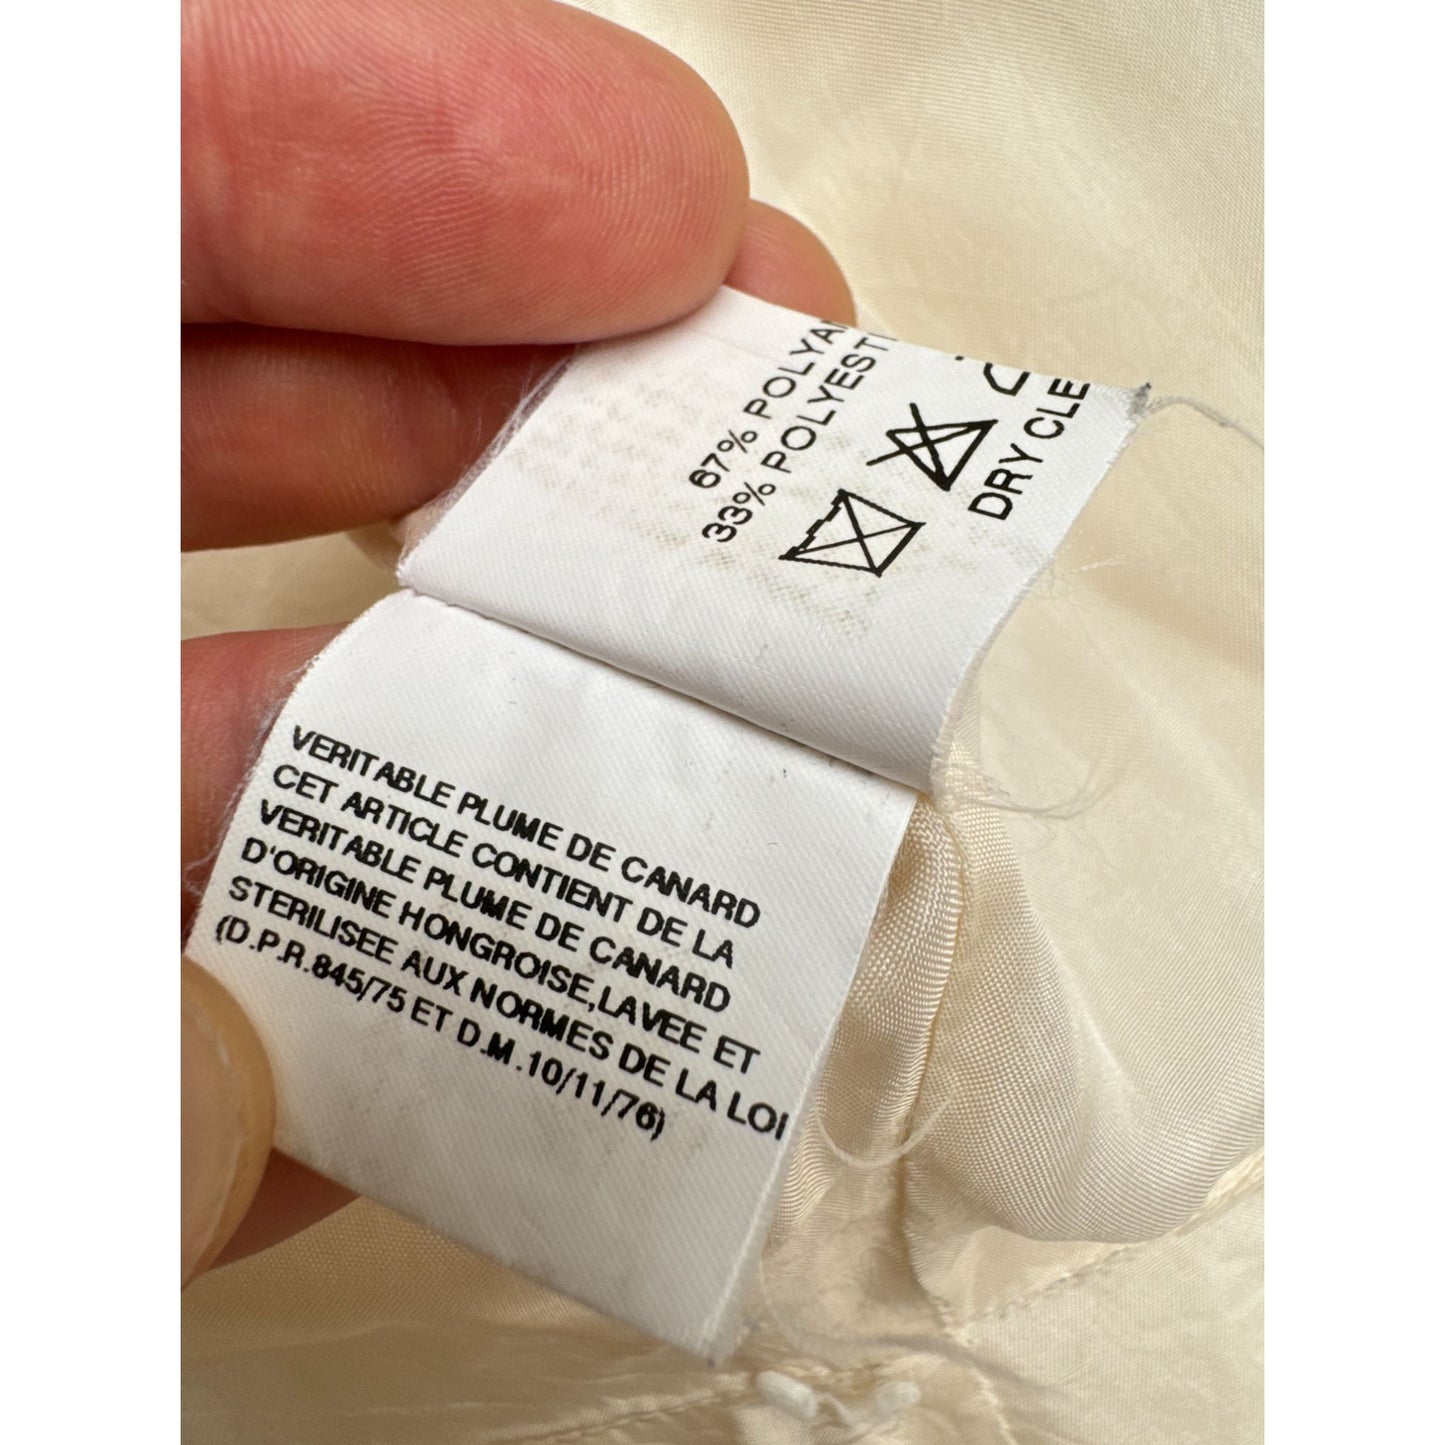 67% POLYA
33% POLYEST
DRY CLE
VERITABLE PLUME DE CANARD
CET ARTICLE CONTIENT DE LA
VERITABLE PLUME DE CANARD
D'ORIGINE HONGROISE,LAVEE ET
STERILISEE AUX NORMES DE LA LOI
(D.P.R.845/75 ET D.M.10/11/76)